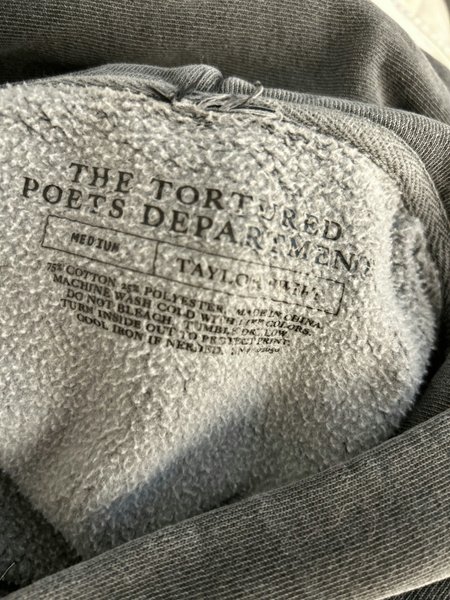 THE TORTURED
POETS DEPARTMENT
MEDIUM
TAYLOR SWIFT
75% COTTON 25% POLYESTER. MADE IN CHINA.
MACHINE WASH COLD WITH LIKE COLORS.
DO NOT BLEACH. TUMBLE DRY LOW.
TURN INSIDE OUT TO PROTECT PRINT.
COOL IRON IF NEEDED.